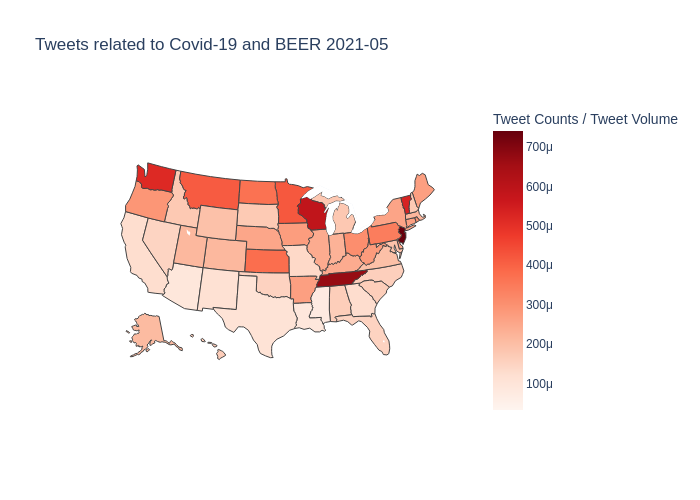 Tweets related to Covid-19 and BEER 2021-05
Tweet Counts / Tweet Volume
700μ
600μ
500μ
400μ
300μ
200μ
100μ